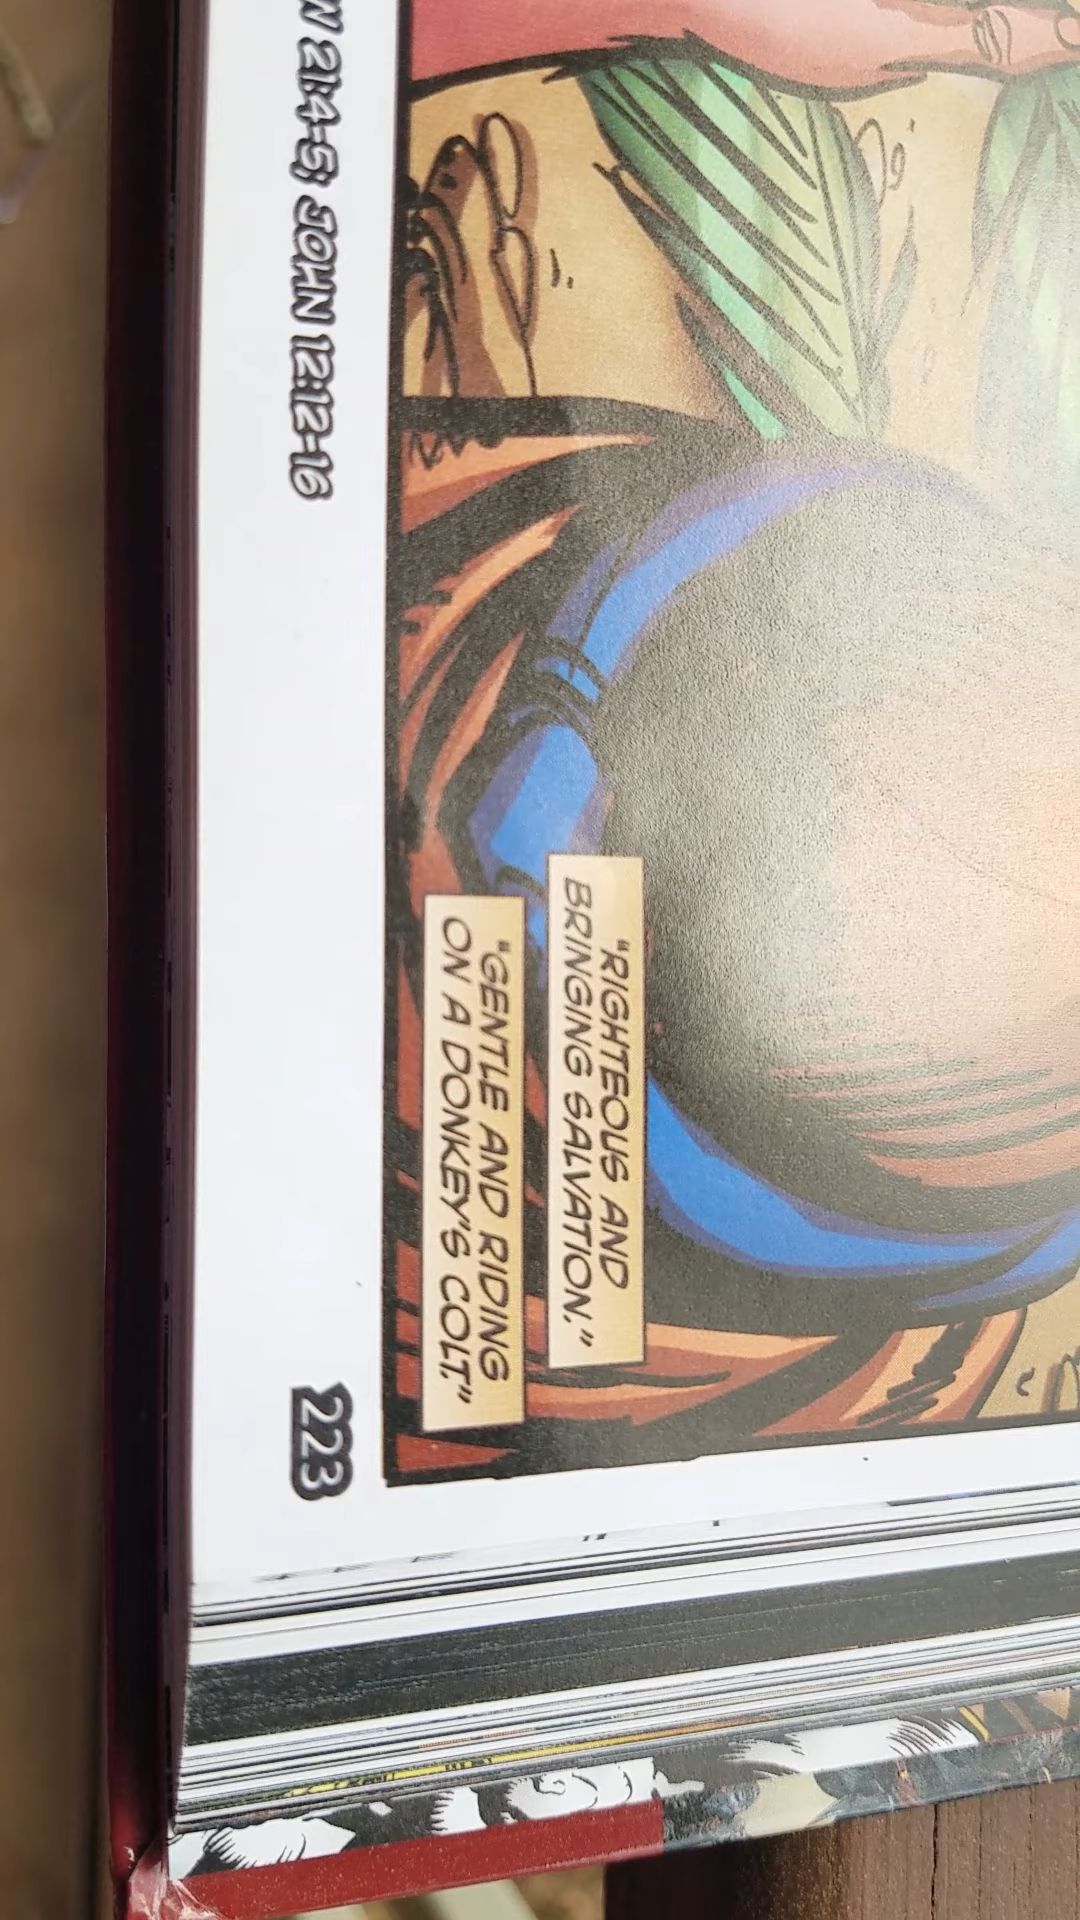 "RIGHTEOUS AND
BRINGING SALVATION."
"GENTLE AND RIDING
ON A DONKEY'S COLT."
21:4-5; JOHN 12:12-16
223